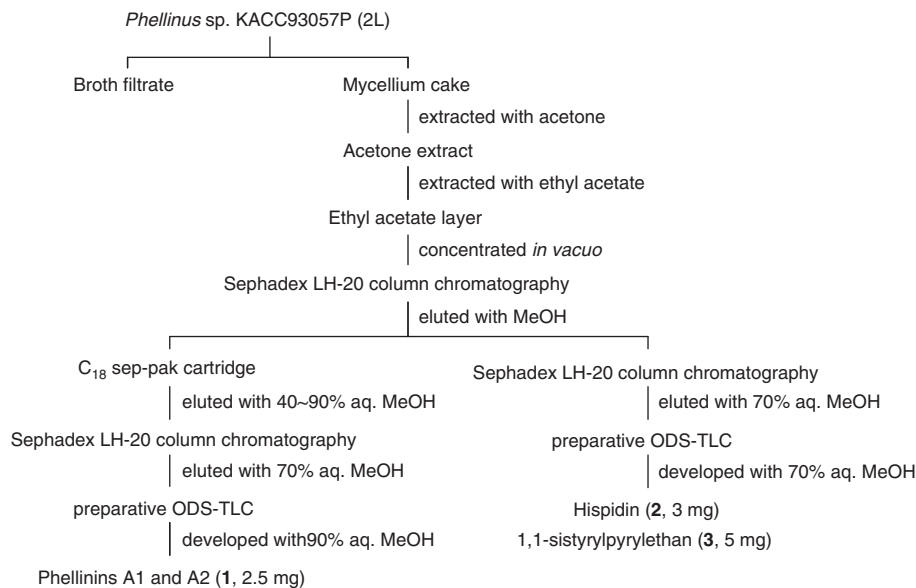 Phellinus sp. KACC93057P (2L)
Broth filtrate
Mycellium cake
extracted with acetone
Acetone extract
extracted with ethyl acetate
Ethyl acetate layer
concentrated in vacuo
Sephadex LH-20 column chromatography
eluted with MeOH
C18 sep-pak cartridge
eluted with 40~90% aq. MeOH
Sephadex LH-20 column chromatography
eluted with 70% aq. MeOH
preparative ODS-TLC
developed with90% aq. MeOH
Phellinins A1 and A2 (1, 2.5 mg)
Sephadex LH-20 column chromatography
eluted with 70% aq. MeOH
preparative ODS-TLC
developed with 70% aq. MeOH
Hispidin (2, 3 mg)
1,1-sistyrylpyrylethan (3, 5 mg)